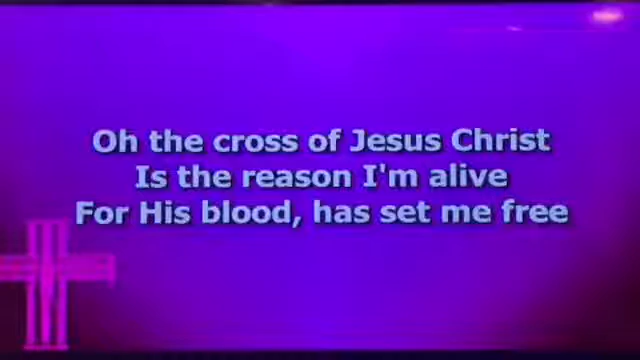 Oh the cross of Jesus Christ
Is the reason I'm alive
For His blood, has set me free